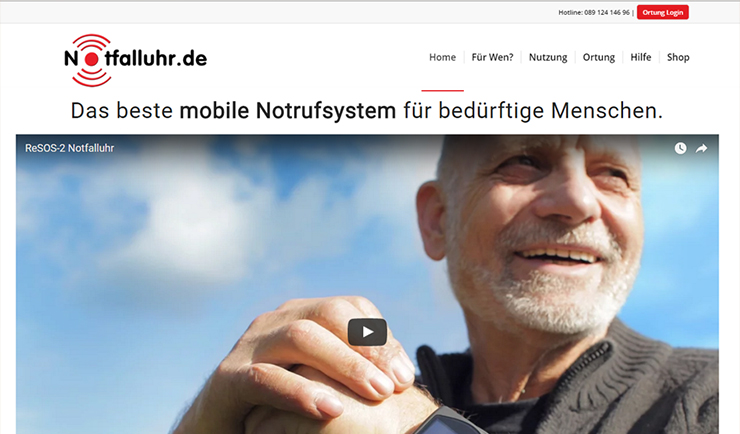 Hotline: 089 124 146 96 | Ortung Login
Notfalluhr.de
Home Für Wen? Nutzung Ortung Hilfe Shop
Das beste mobile Notrufsystem für bedürftige Menschen.
ReSOS-2 Notfalluhr